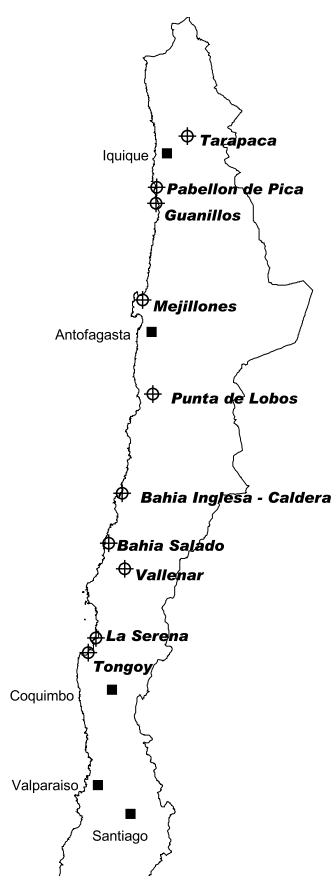 Tarapaca
Iquique
Pabellon de Pica
Guanillos
Mejillones
Antofagasta
Punta de Lobos
Bahia Inglesa - Caldera
Bahia Salado
Vallenar
La Serena
Tongoy
Coquimbo
Valparaiso
Santiago